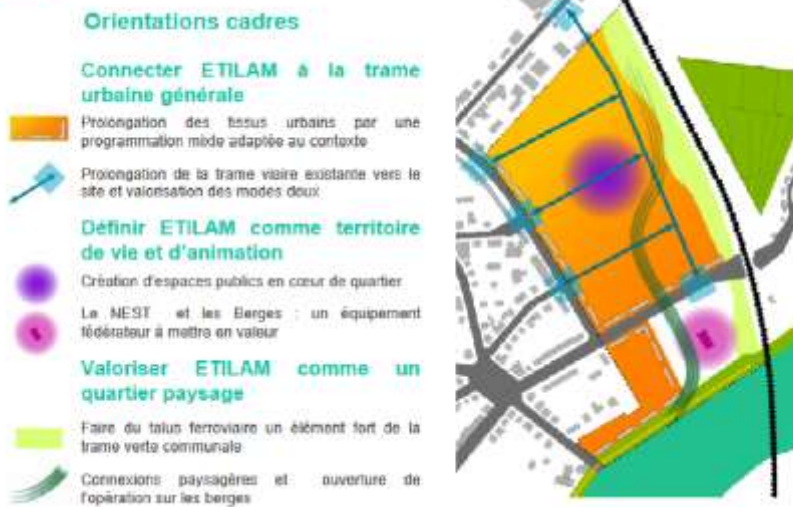 Orientations cadres
Connecter ETILAM à la trame
urbaine générale
Prolongation des tissus urbains par une
programmation mixte adaptée au contexte
Prolongation de la trame viaire existante vers le
site et valorisation des modes doux
Définir ETILAM comme territoire
de vie et d'animation
Création d'espaces publics en cœur de quartier
Le NEST et les Berges : un équipement
fédérateur à mettre en valeur
Valoriser ETILAM comme un
quartier paysage
Faire du talus ferroviaire un élément fort de la
trame verte communale
Connexions paysagères et ouverture de
l'opération sur les berges